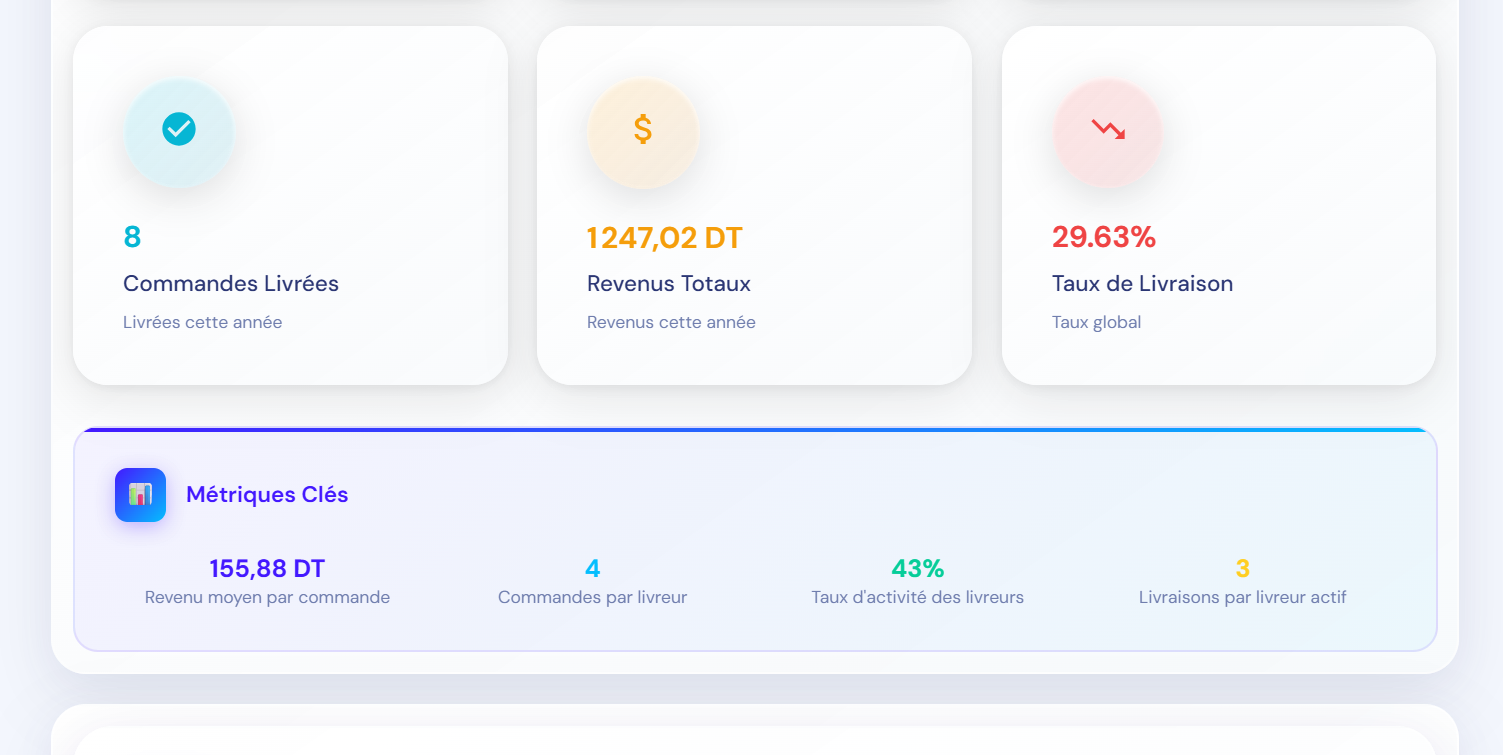 8
Commandes Livrées
Livrées cette année
1 247,02 DT
Revenus Totaux
Revenus cette année
29.63%
Taux de Livraison
Taux global
Métriques Clés
155,88 DT
Revenu moyen par commande
4
Commandes par livreur
43%
Taux d'activité des livreurs
3
Livraisons par livreur actif